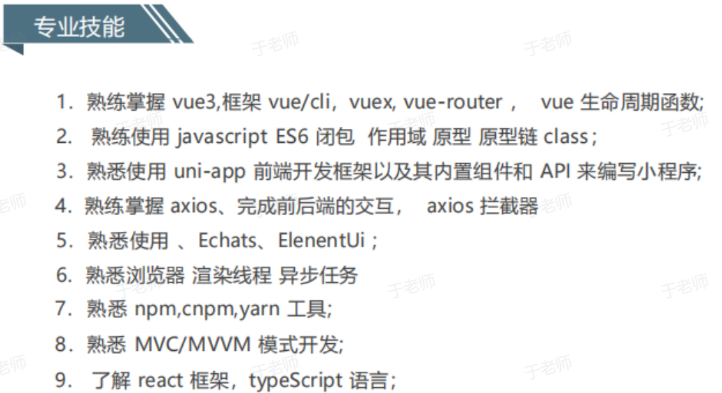 专业技能
1. 熟练掌握 vue3,框架 vue/cli，vuex, vue-router ， vue 生命周期函数;
2. 熟练使用 javascript ES6 闭包 作用域 原型 原型链 class；
3. 熟悉使用 uni-app 前端开发框架以及其内置组件和 API 来编写小程序;
4. 熟练掌握 axios、完成前后端的交互， axios 拦截器
5. 熟悉使用 、Echats、ElenentUi；
6. 熟悉浏览器 渲染线程 异步任务
7. 熟悉 npm,cnpm,yarn 工具;
8. 熟悉 MVC/MVVM 模式开发;
9. 了解 react 框架，typeScript 语言；
于老师
于老师
于老师
于老师
于老师
于老师
于老师
于老师